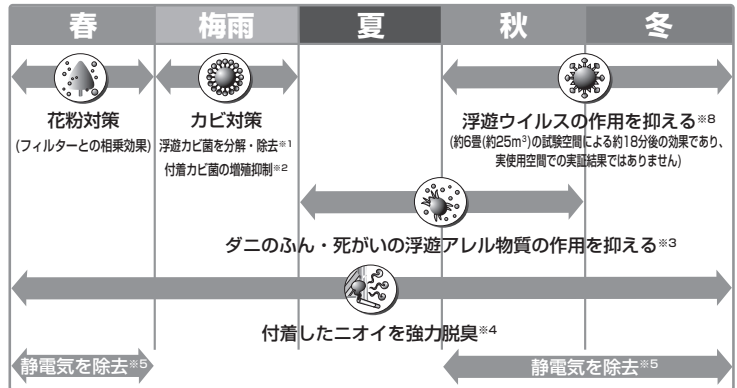 春 梅雨 夏 秋 冬
花粉対策
(フィルターとの相乗効果)
カビ対策
浮遊カビ菌を分解・除去※1
付着カビ菌の増殖抑制※2
浮遊ウイルスの作用を抑える※8
(約6畳(約25m³)の試験空間による約18分後の効果であり、
実使用空間での実証結果ではありません)
ダニのふん・死がいの浮遊アレル物質の作用を抑える※3
付着したニオイを強力脱臭※4
静電気を除去※5 静電気を除去※5